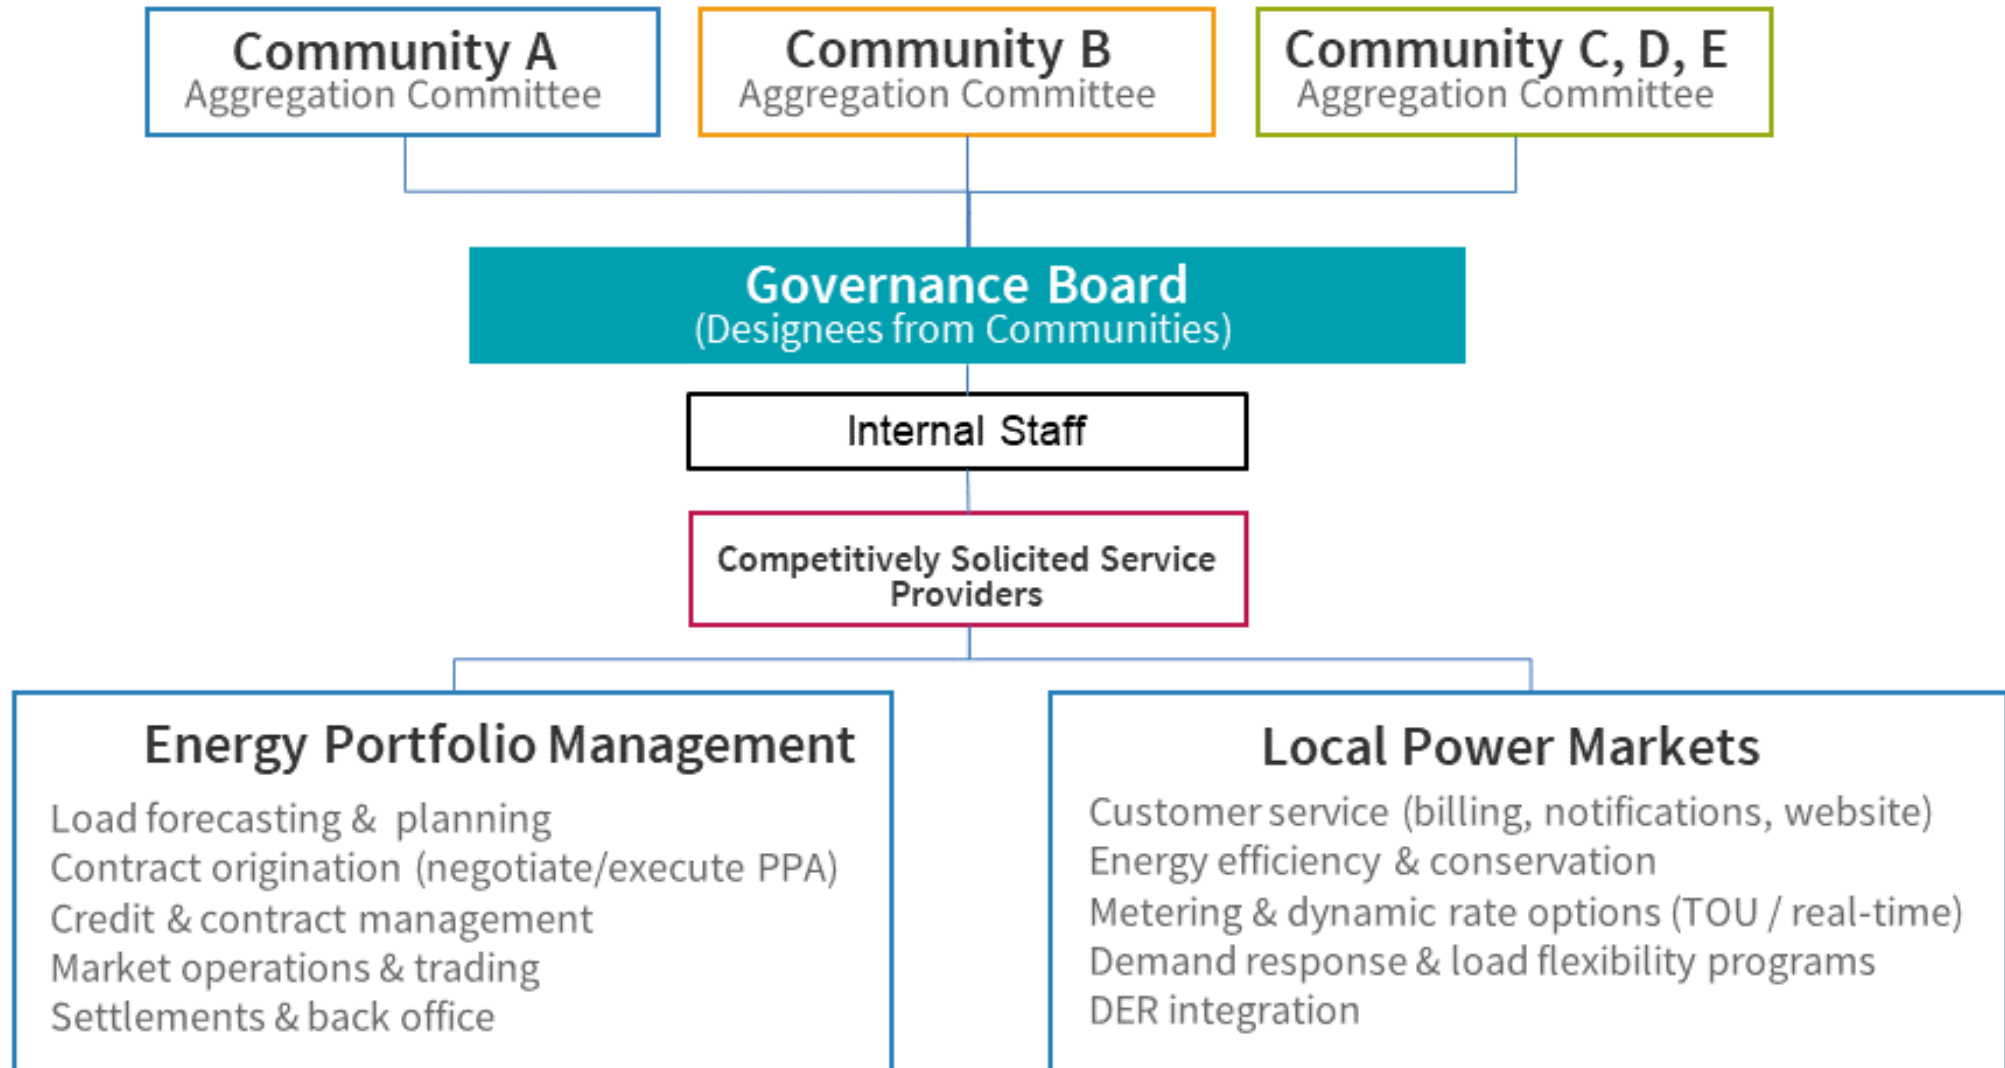 Community A
Aggregation Committee
Community B
Aggregation Committee
Community C, D, E
Aggregation Committee
Governance Board
(Designees from Communities)
Internal Staff
Competitively Solicited Service
Providers
Energy Portfolio Management
Load forecasting & planning
Contract origination (negotiate/execute PPA)
Credit & contract management
Market operations & trading
Settlements & back office
Local Power Markets
Customer service (billing, notifications, website)
Energy efficiency & conservation
Metering & dynamic rate options (TOU / real-time)
Demand response & load flexibility programs
DER integration